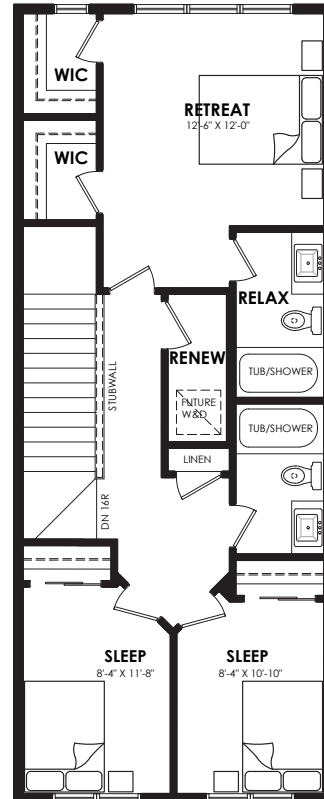 WIC
RETREAT
12'-6" X 12'-0"
WIC
RELAX
RENEW
TUB/SHOWER
STUBWALL
FUTURE
W&D
TUB/SHOWER
LINEN
DN 16R
SLEEP
8'-4" X 11'-8"
SLEEP
8'-4" X 10'-10"